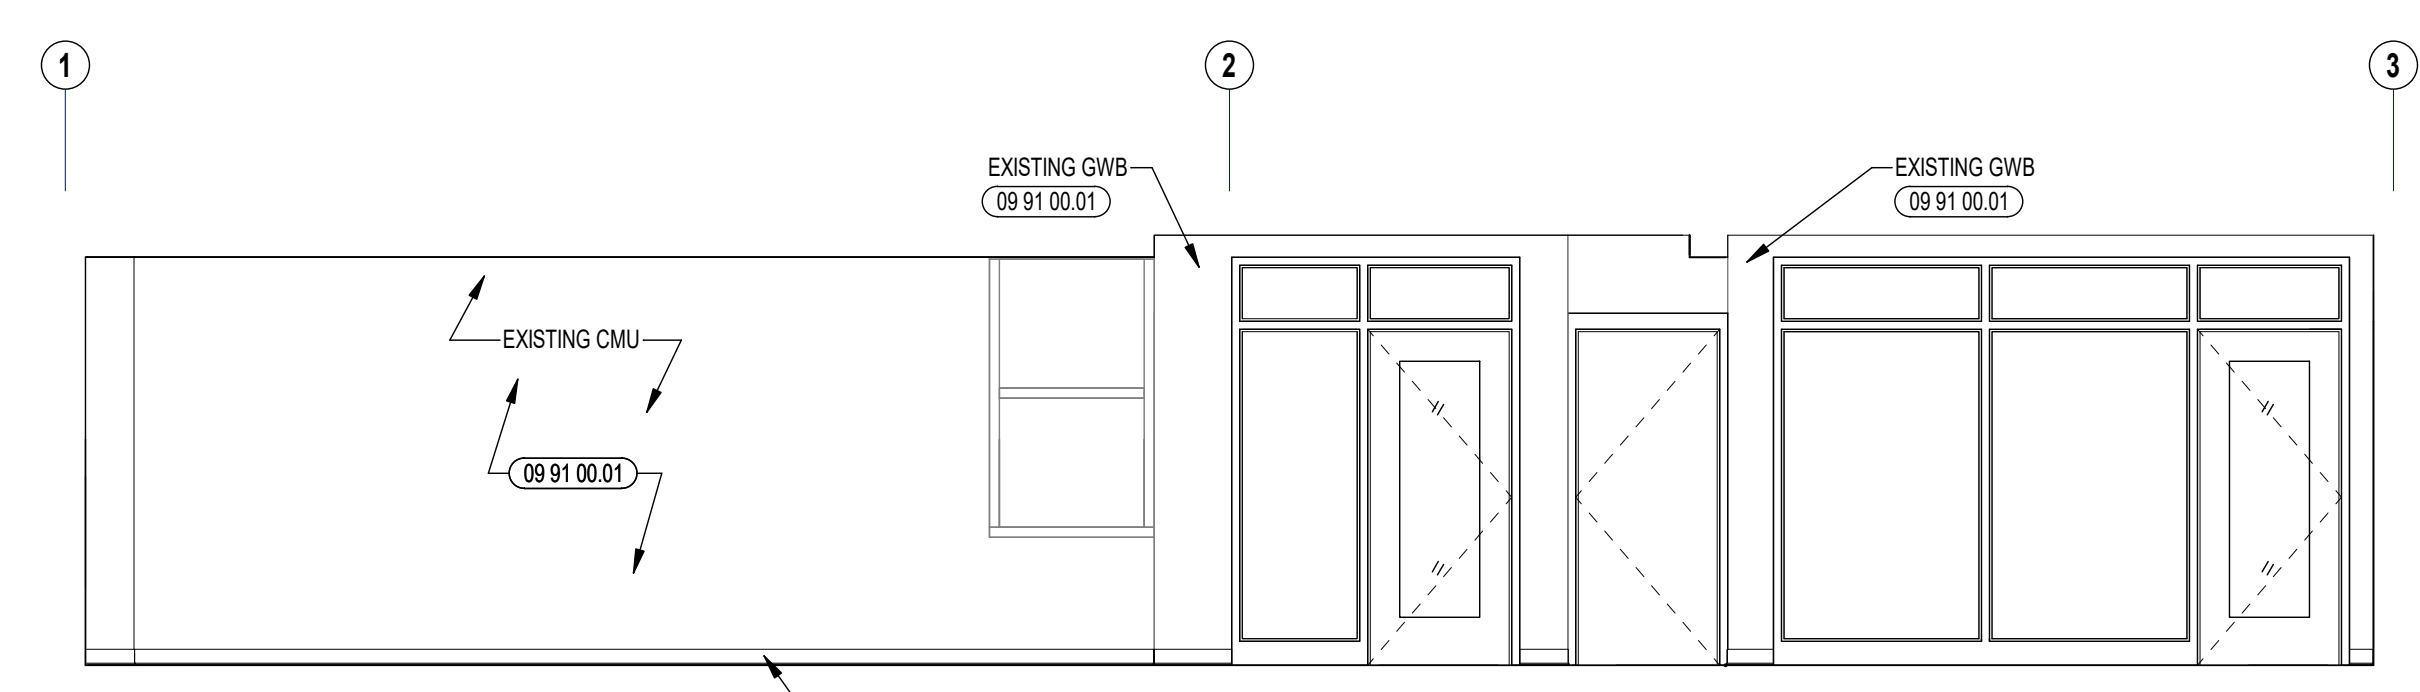 1
2
3
EXISTING GWB
09 91 00.01
EXISTING GWB
09 91 00.01
EXISTING CMU
09 91 00.01